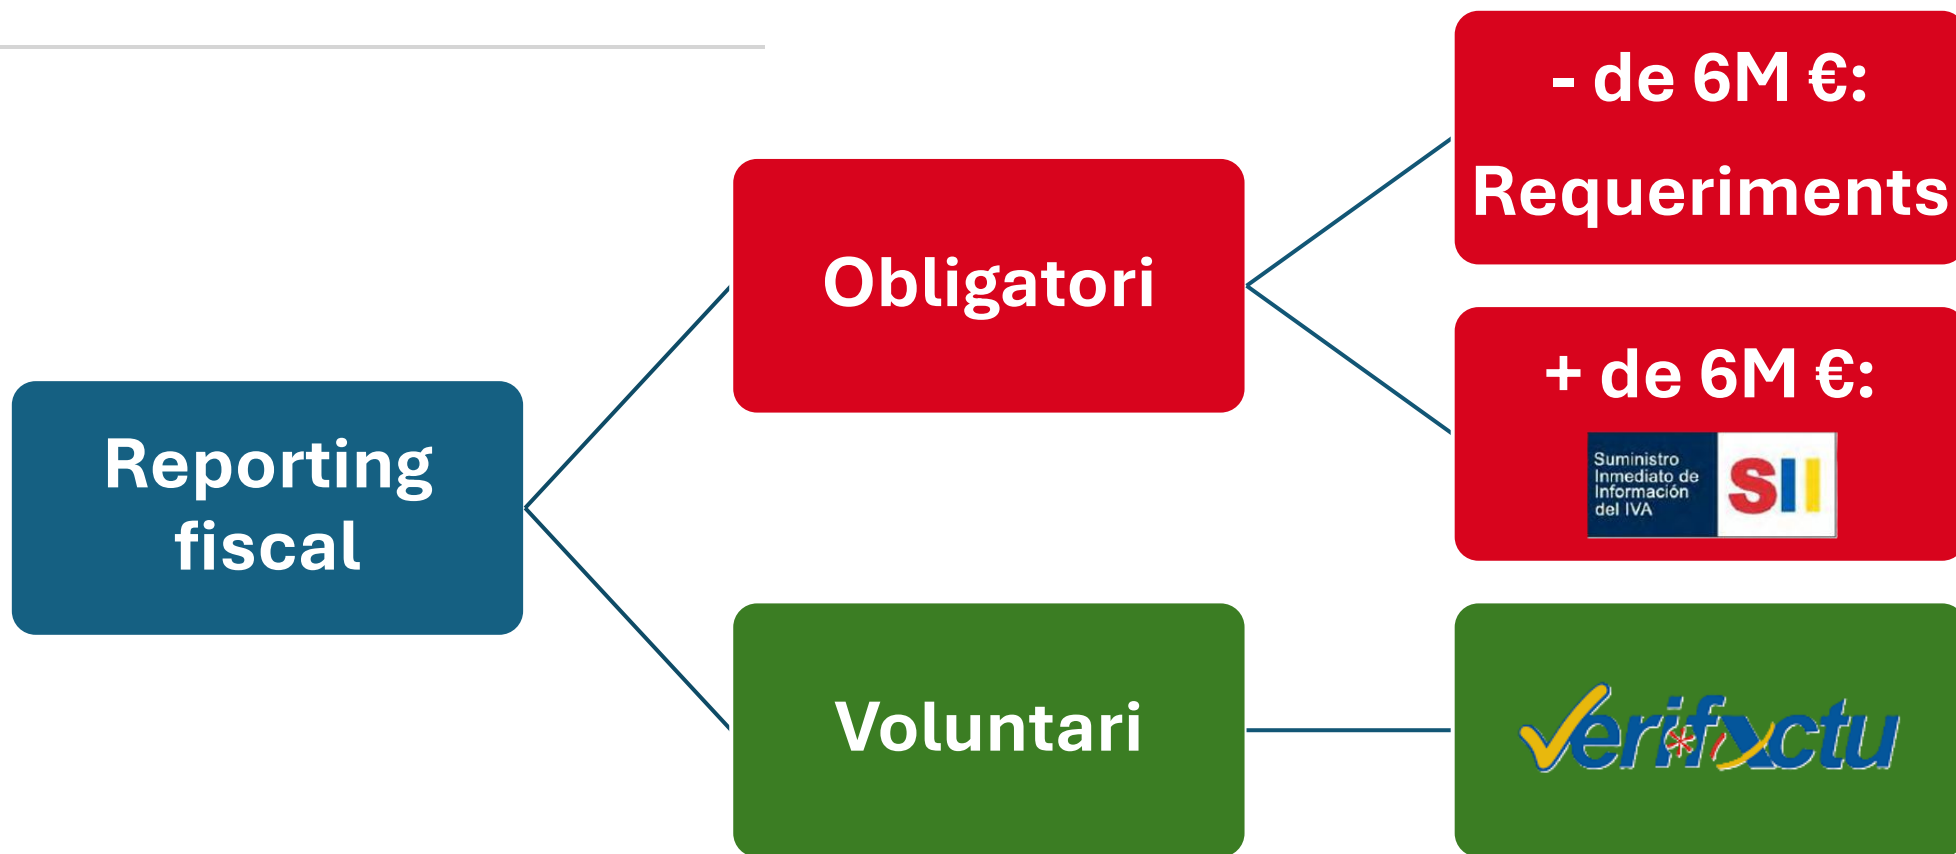 Reporting
fiscal
Obligatori
- de 6M €:
Requeriments
+ de 6M €:
Suministro
Inmediato de
Información
del IVA
SII
Voluntari
Verifactu